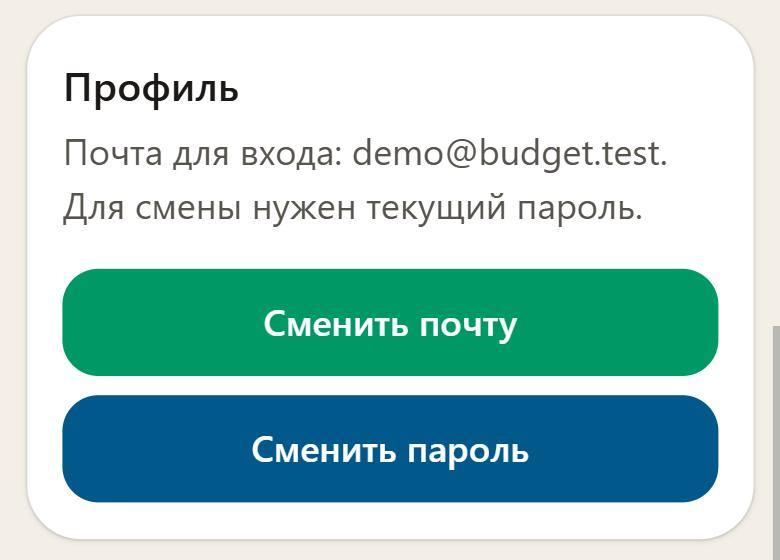 Профиль
Почта для входа: demo@budget.test.
Для смены нужен текущий пароль.
Сменить почту
Сменить пароль